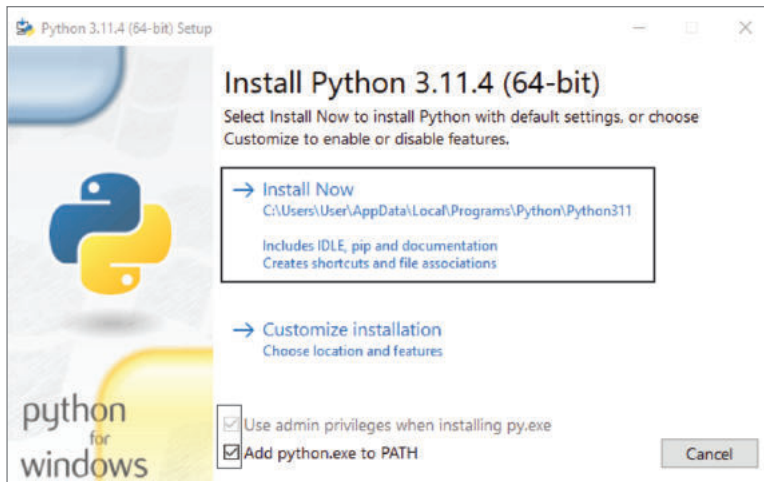 Python 3.11.4 (64-bit) Setup
Install Python 3.11.4 (64-bit)
Select Install Now to install Python with default settings, or choose
Customize to enable or disable features.
Install Now
C:\Users\User\AppData\Local\Programs\Python\Python311
Includes IDLE, pip and documentation
Creates shortcuts and file associations
Customize installation
Choose location and features
Use admin privileges when installing py.exe
Add python.exe to PATH
Cancel
python
for
windows